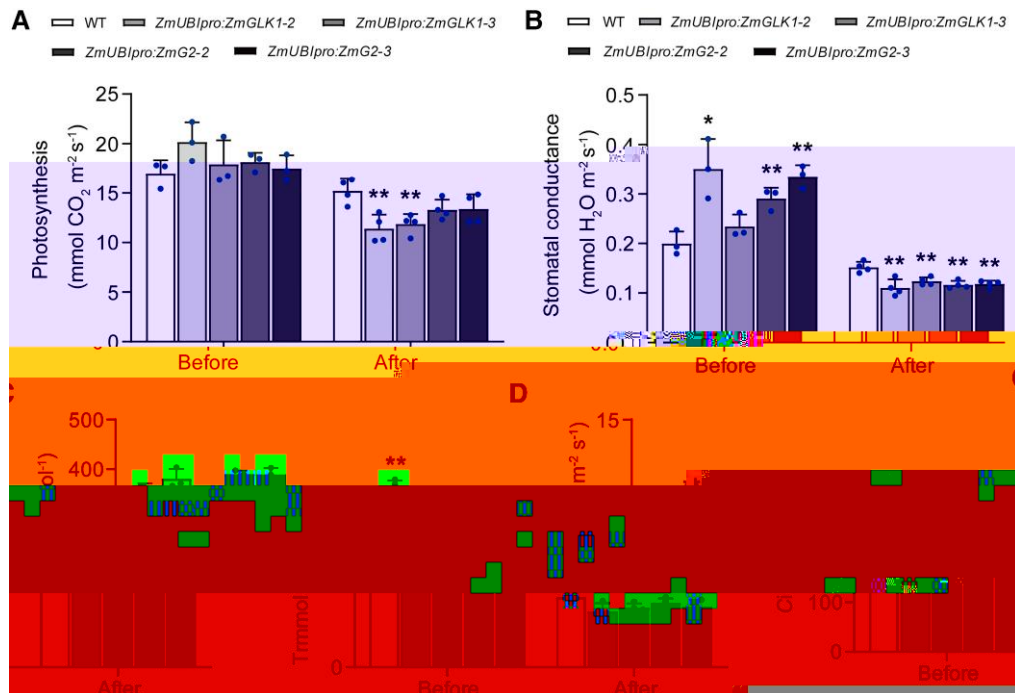 A
WT ZmUBIpro:ZmGLK1-2 ZmUBIpro:ZmGLK1-3
ZmUBIpro:ZmG2-2 ZmUBIpro:ZmG2-3
Photosynthesis
(mmol CO2 m-2 s-1)
25
20
15
10
5
0
** **
Before After
B
WT ZmUBIpro:ZmGLK1-2 ZmUBIpro:ZmGLK1-3
ZmUBIpro:ZmG2-2 ZmUBIpro:ZmG2-3
Stomatal conductance
(mmol H2O m-2 s-1)
0.5
0.4
0.3
0.2
0.1
* ** **
** ** ** **
Before After
500
400
**
D
15
m-2 s-1)
0
100
0
After Before After Before